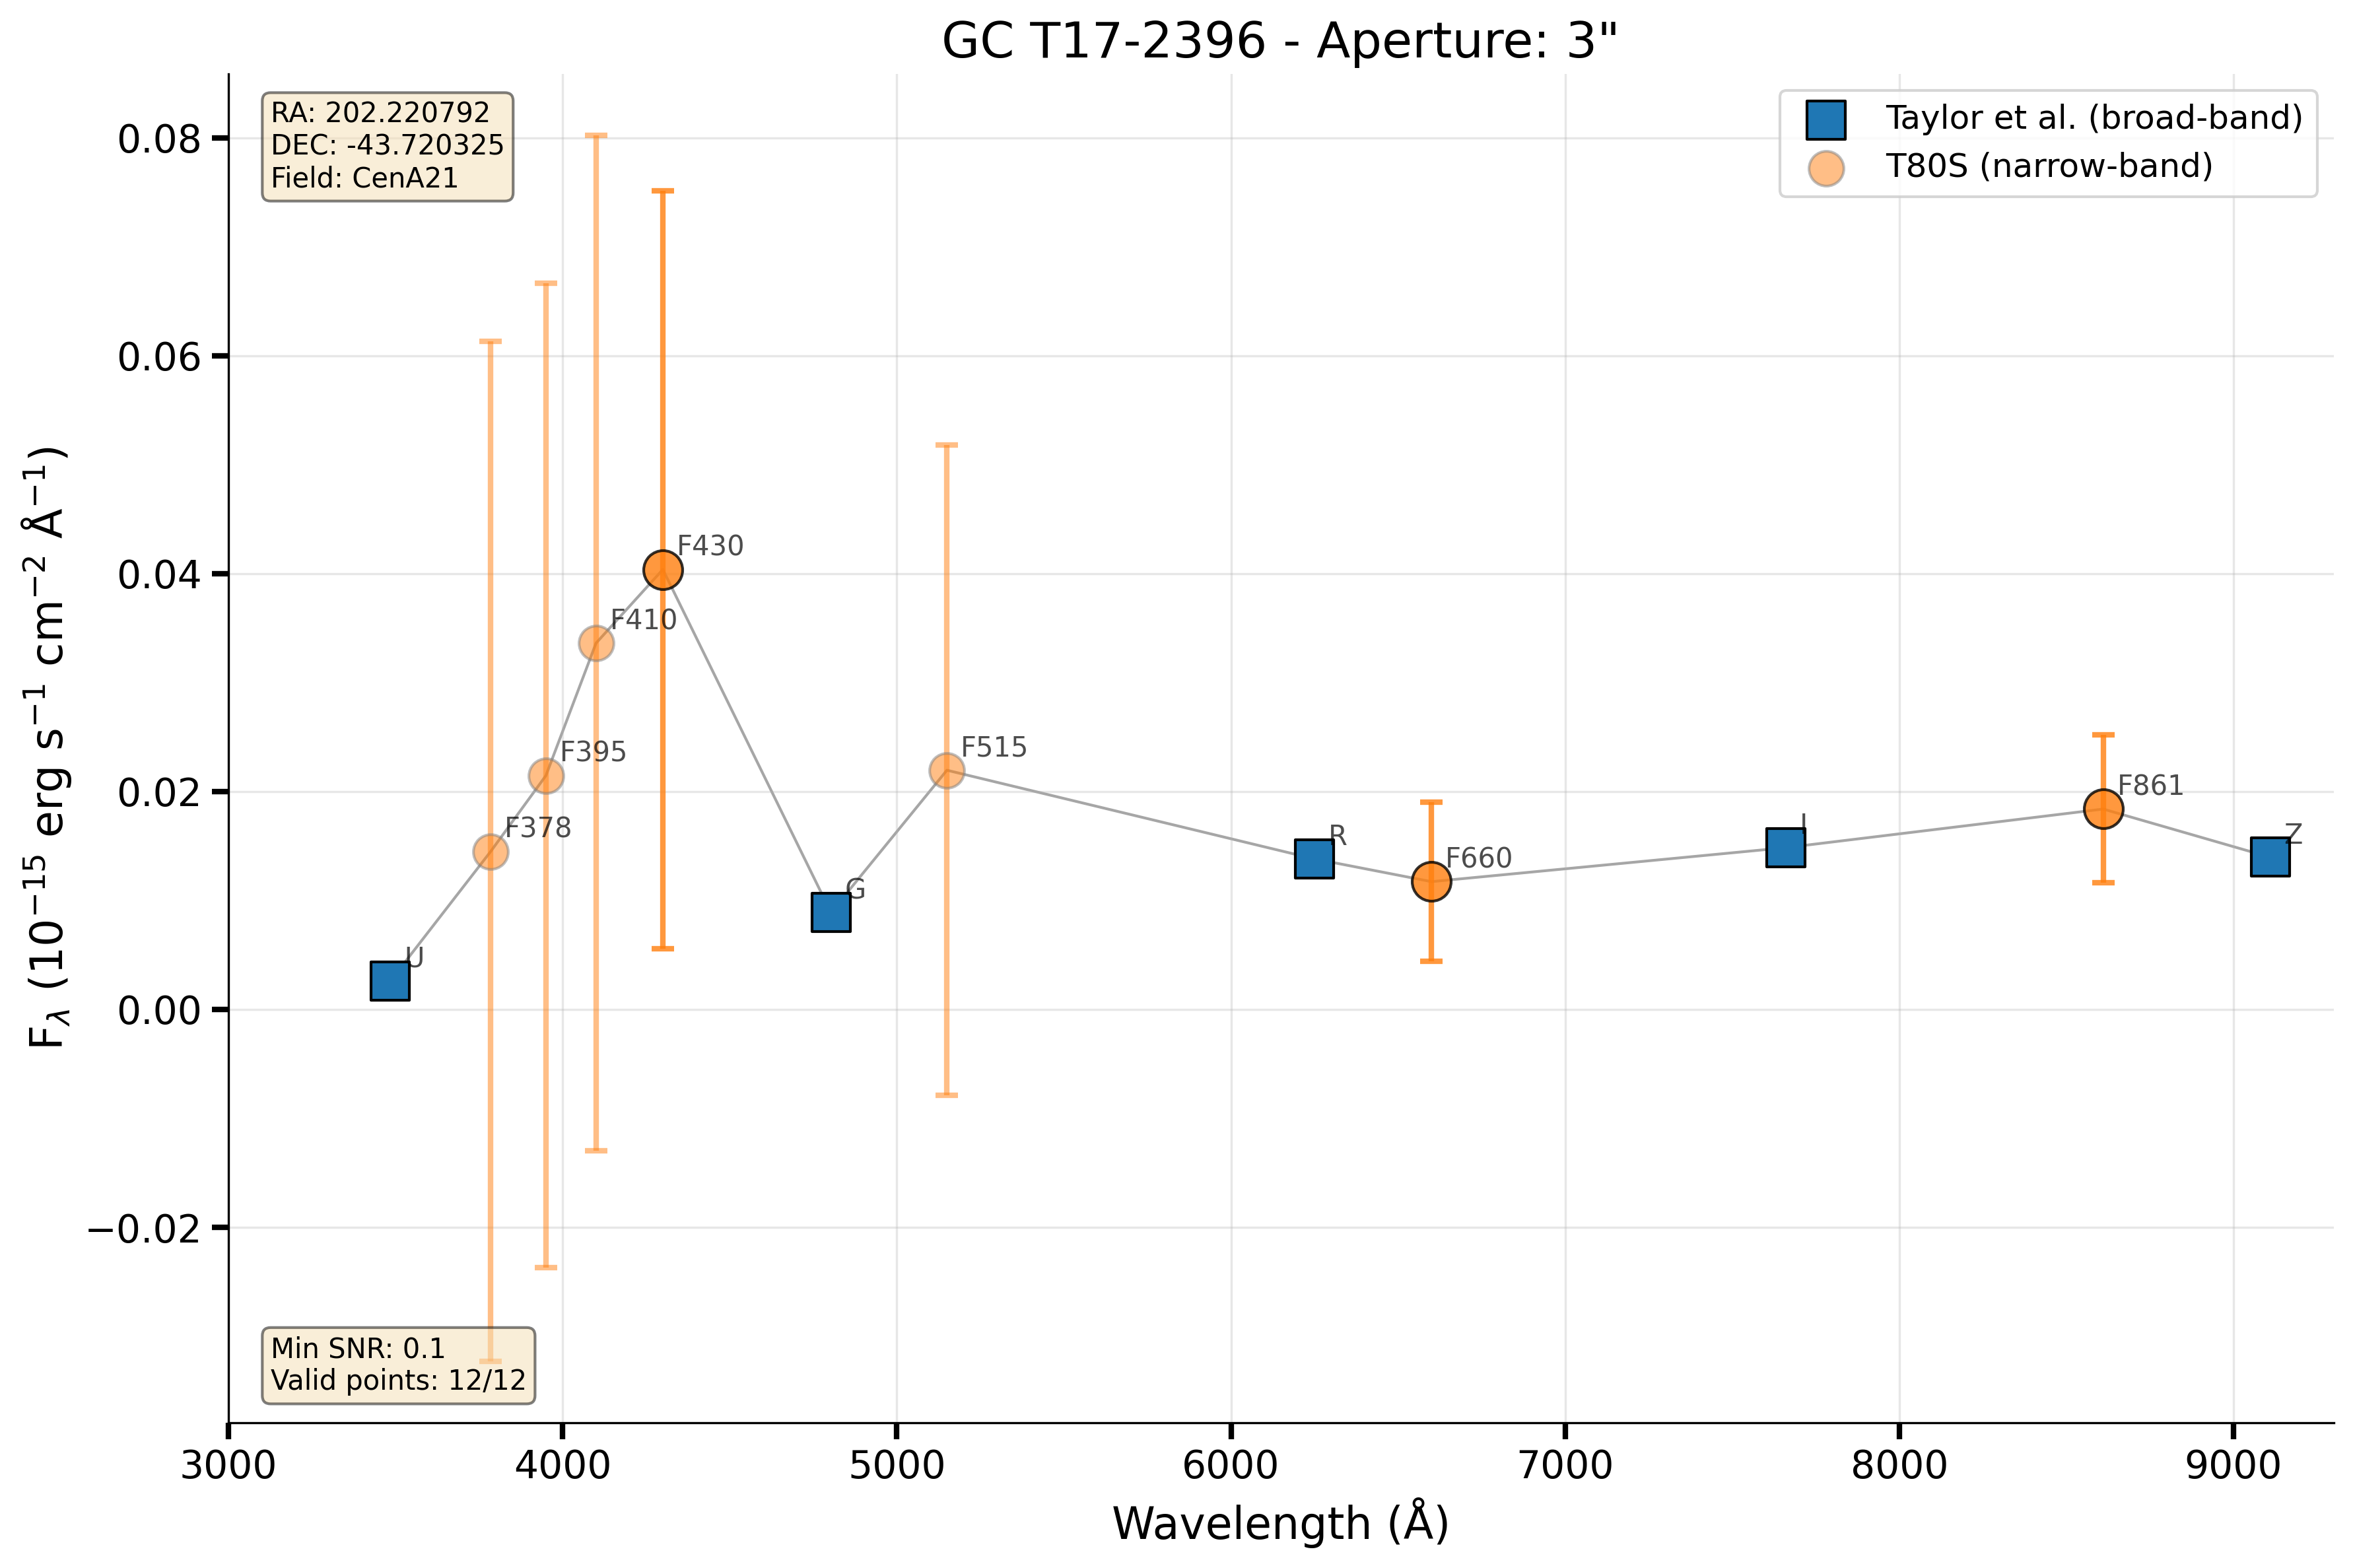 GC T17-2396 - Aperture: 3"
RA: 202.220792
DEC: -43.720325
Field: CenA21
Taylor et al. (broad-band)
T80S (narrow-band)
0.08
0.06
0.04
0.02
0.00
−0.02
F$_{λ}$ (10$^{−15}$ erg s$^{−1}$ cm$^{−2}$ Å$^{−1}$)
U
F378
F395
F410
F430
G
F515
R
F660
I
F861
Z
Min SNR: 0.1
Valid points: 12/12
3000 4000 5000 6000 7000 8000 9000
Wavelength (Å)